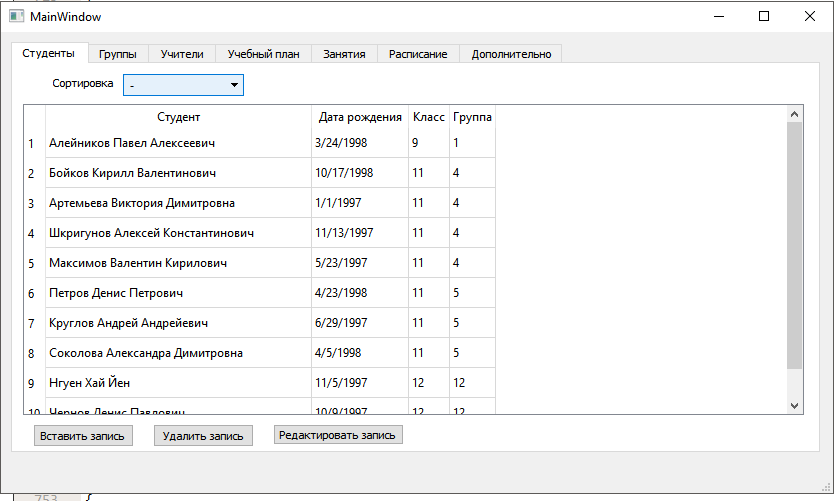 MainWindow
Студенты Группы Учители Учебный план Занятия Расписание Дополнительно
Сортировка -
Студент Дата рождения Класс Группа
1 Алейников Павел Алексеевич 3/24/1998 9 1
2 Бойков Кирилл Валентинович 10/17/1998 11 4
3 Артемьева Виктория Димитровна 1/1/1997 11 4
4 Шкригунов Алексей Константинович 11/13/1997 11 4
5 Максимов Валентин Кирилович 5/23/1997 11 4
6 Петров Денис Петрович 4/23/1998 11 5
7 Круглов Андрей Андрейевич 6/29/1997 11 5
8 Соколова Александра Димитровна 4/5/1998 11 5
9 Нгуен Хай Йен 11/5/1997 12 12
10 Чернов Денис Павлович 10/9/1997 12 12
Вставить запись Удалить запись Редактировать запись
753 {